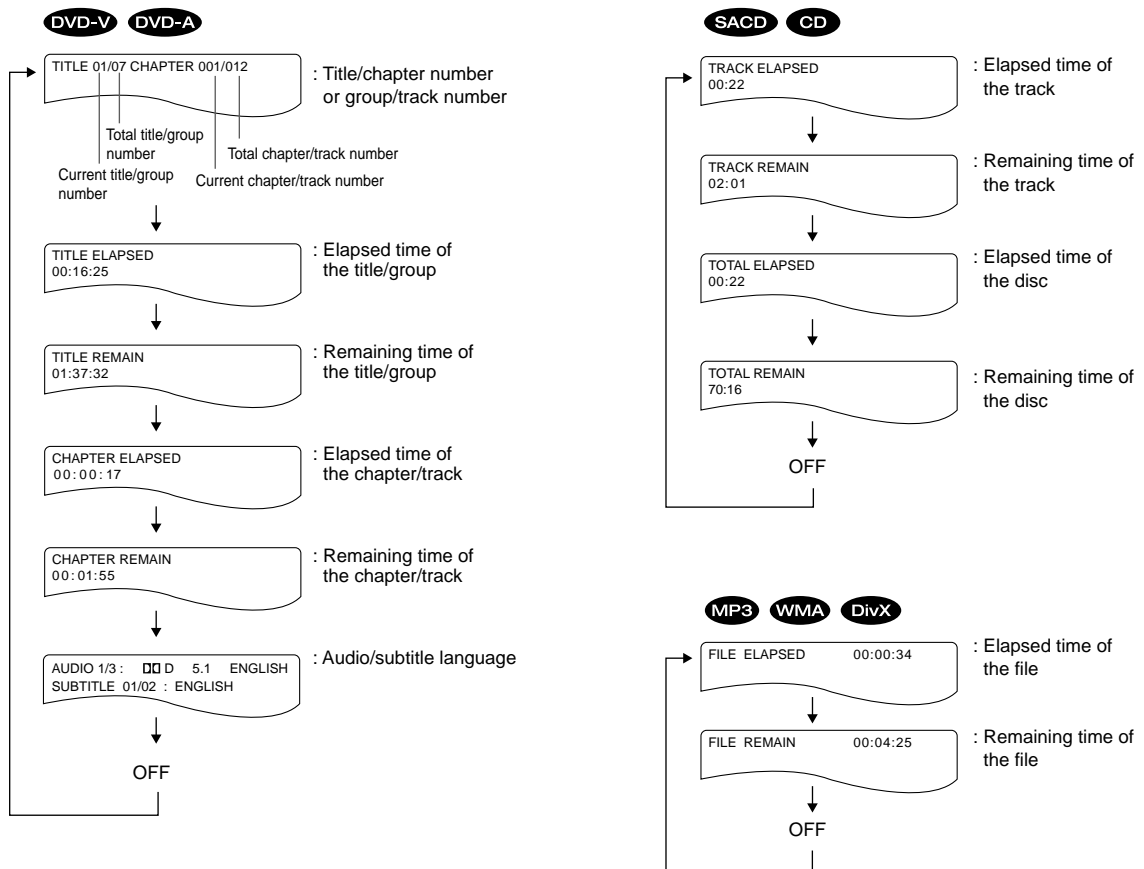 DVD-V DVD-A
TITLE 01/07 CHAPTER 001/012
: Title/chapter number
or group/track number
Total title/group
number
Total chapter/track number
Current title/group
number
Current chapter/track number
TITLE ELAPSED
00:16:25
: Elapsed time of
the title/group
TITLE REMAIN
01:37:32
: Remaining time of
the title/group
CHAPTER ELAPSED
00:00:17
: Elapsed time of
the chapter/track
CHAPTER REMAIN
00:01:55
: Remaining time of
the chapter/track
AUDIO 1/3 : D 5.1 ENGLISH
SUBTITLE 01/02 : ENGLISH
: Audio/subtitle language
OFF
SACD CD
TRACK ELAPSED
00:22
: Elapsed time of
the track
TRACK REMAIN
02:01
: Remaining time of
the track
TOTAL ELAPSED
00:22
: Elapsed time of
the disc
TOTAL REMAIN
70:16
: Remaining time of
the disc
OFF
MP3 WMA DivX
FILE ELAPSED 00:00:34
: Elapsed time of
the file
FILE REMAIN 00:04:25
: Remaining time of
the file
OFF